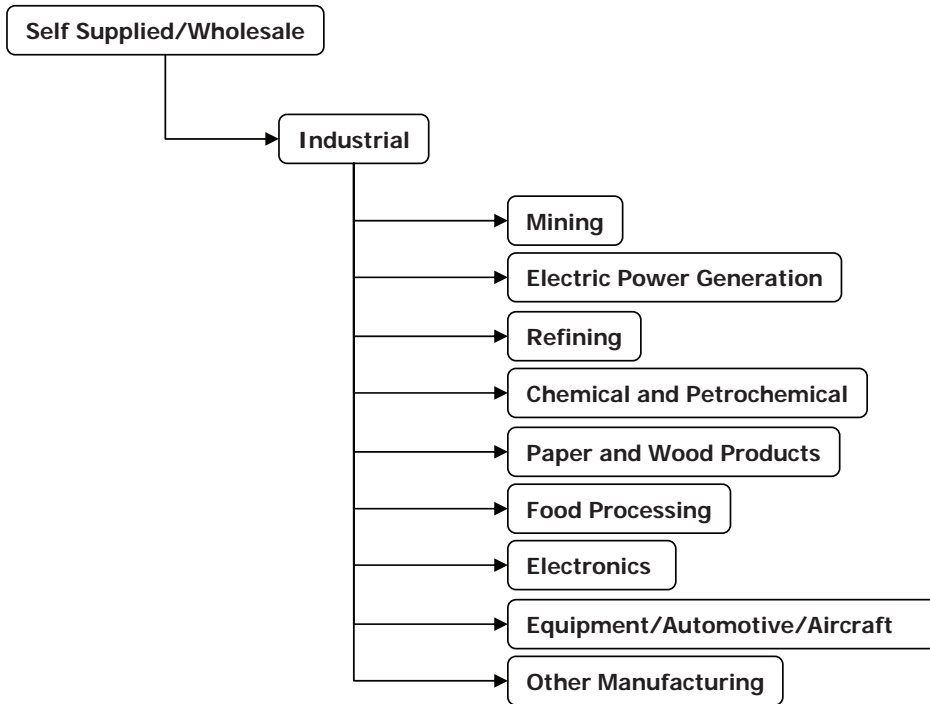 Self Supplied/Wholesale
Industrial
Mining
Electric Power Generation
Refining
Chemical and Petrochemical
Paper and Wood Products
Food Processing
Electronics
Equipment/Automotive/Aircraft
Other Manufacturing